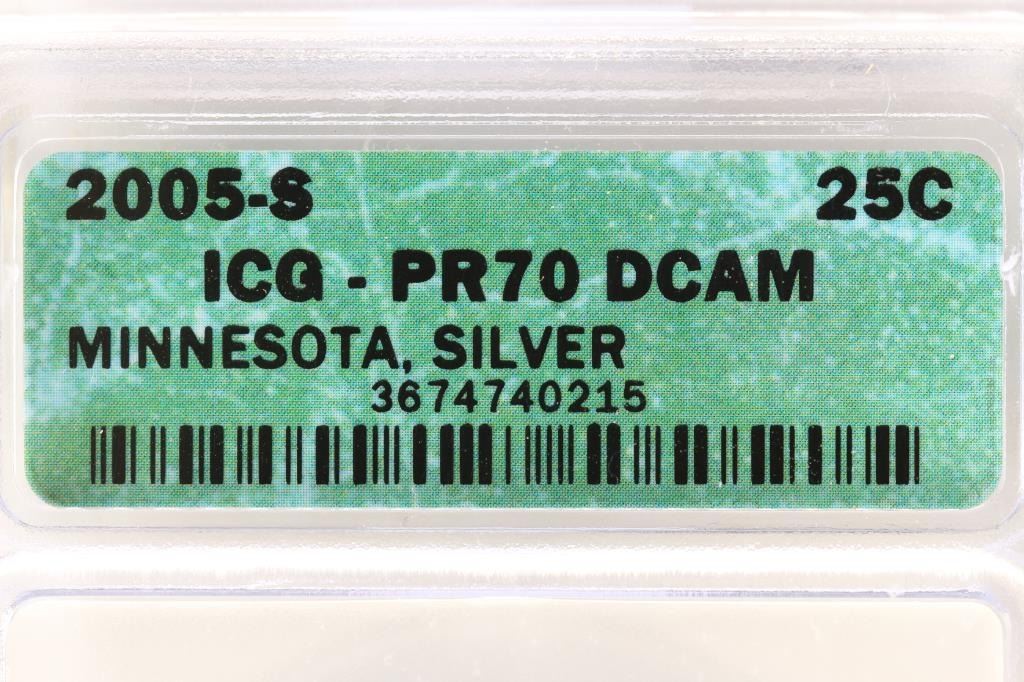 2005-S 25C
ICG - PR70 DCAM
MINNESOTA, SILVER
3674740215